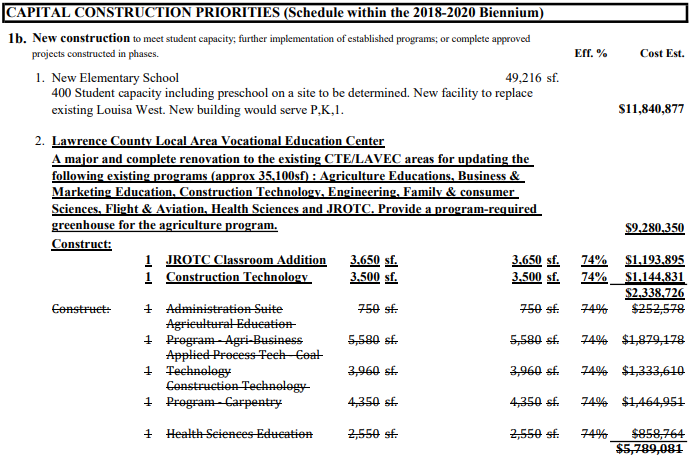 CAPITAL CONSTRUCTION PRIORITIES (Schedule within the 2018-2020 Biennium)
1b. New construction to meet student capacity; further implementation of established programs; or complete approved
projects constructed in phases. Eff. % Cost Est.
1. New Elementary School 49,216 sf.
400 Student capacity including preschool on a site to be determined. New facility to replace
existing Louisa West. New building would serve P,K,1. $11,840,877
2. Lawrence County Local Area Vocational Education Center
A major and complete renovation to the existing CTE/LAVEC areas for updating the
following existing programs (approx 35,100sf) : Agriculture Educations, Business &
Marketing Education, Construction Technology, Engineering, Family & consumer
Sciences, Flight & Aviation, Health Sciences and JROTC. Provide a program-required
greenhouse for the agriculture program. $9,280,350
Construct:
1 JROTC Classroom Addition 3,650 sf. 3,650 sf. 74% $1,193,895
1 Construction Technology 3,500 sf. 3,500 sf. 74% $1,144,831
$2,338,726
Construct: 1 Administration Suite 750 sf. 750 sf. 74% $252,578
Agricultural Education
1 Program - Agri-Business 5,580 sf. 5,580 sf. 74% $1,879,178
Applied Process Tech - Coal
1 Technology 3,960 sf. 3,960 sf. 74% $1,333,610
Construction Technology
1 Program - Carpentry 4,350 sf. 4,350 sf. 74% $1,464,951
1 Health Sciences Education 2,550 sf. 2,550 sf. 74% $858,764
$5,789,081